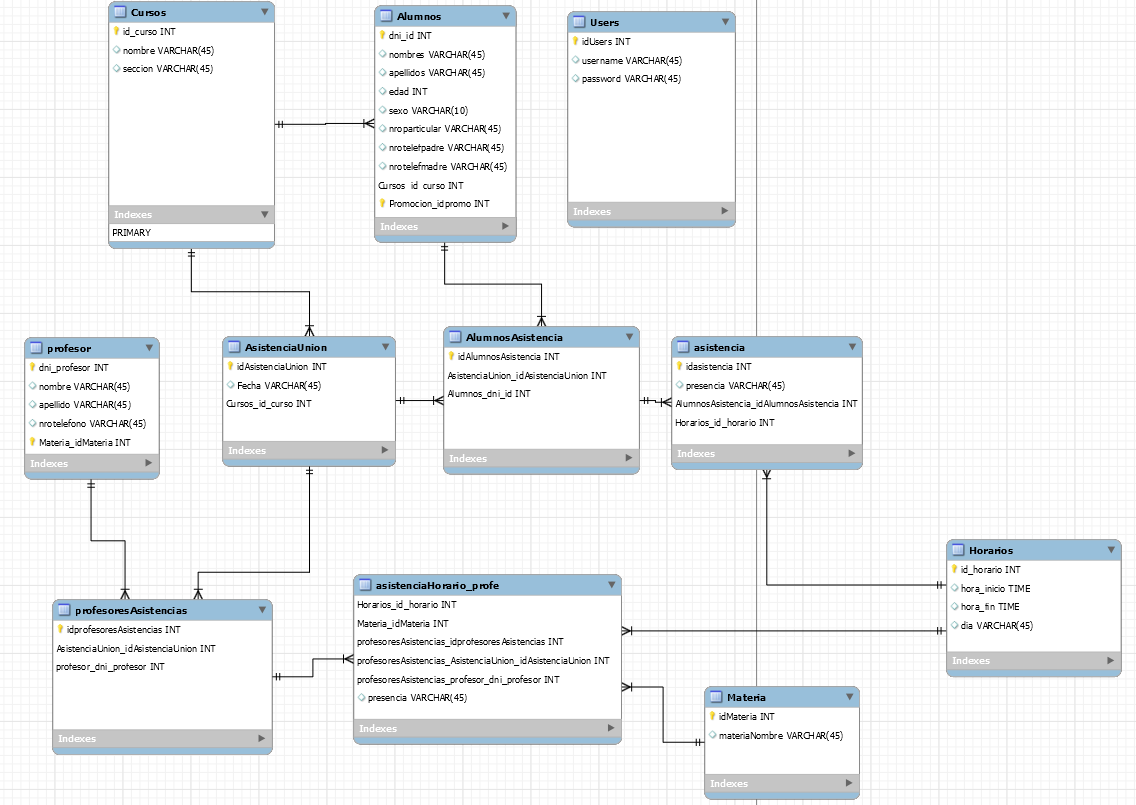 Cursos
id_curso INT
nombre VARCHAR(45)
seccion VARCHAR(45)
Indexes
PRIMARY
Alumnos
dni_id INT
nombres VARCHAR(45)
apellidos VARCHAR(45)
edad INT
sexo VARCHAR(10)
nroparticular VARCHAR(45)
nrotelefpadre VARCHAR(45)
nrotelefmadre VARCHAR(45)
Cursos_id_curso INT
Promocion_idpromo INT
Indexes
Users
idUsers INT
username VARCHAR(45)
password VARCHAR(45)
Indexes
profesor
dni_profesor INT
nombre VARCHAR(45)
apellido VARCHAR(45)
nrotelefono VARCHAR(45)
Materia_idMateria INT
Indexes
AsistenciaUnion
idAsistenciaUnion INT
Fecha VARCHAR(45)
Cursos_id_curso INT
Indexes
AlumnosAsistencia
idAlumnosAsistencia INT
AsistenciaUnion_idAsistenciaUnion INT
Alumnos_dni_id INT
Indexes
asistencia
idasistencia INT
presencia VARCHAR(45)
AlumnosAsistencia_idAlumnosAsistencia INT
Horarios_id_horario INT
Indexes
profesoresAsistencias
idprofesoresAsistencias INT
AsistenciaUnion_idAsistenciaUnion INT
profesor_dni_profesor INT
Indexes
asistenciaHorario_profe
Horarios_id_horario INT
Materia_idMateria INT
profesoresAsistencias_idprofesoresAsistencias INT
profesoresAsistencias_AsistenciaUnion_idAsistenciaUnion INT
profesoresAsistencias_profesor_dni_profesor INT
presencia VARCHAR(45)
Indexes
Horarios
id_horario INT
hora_inicio TIME
hora_fin TIME
dia VARCHAR(45)
Indexes
Materia
idMateria INT
materiaNombre VARCHAR(45)
Indexes